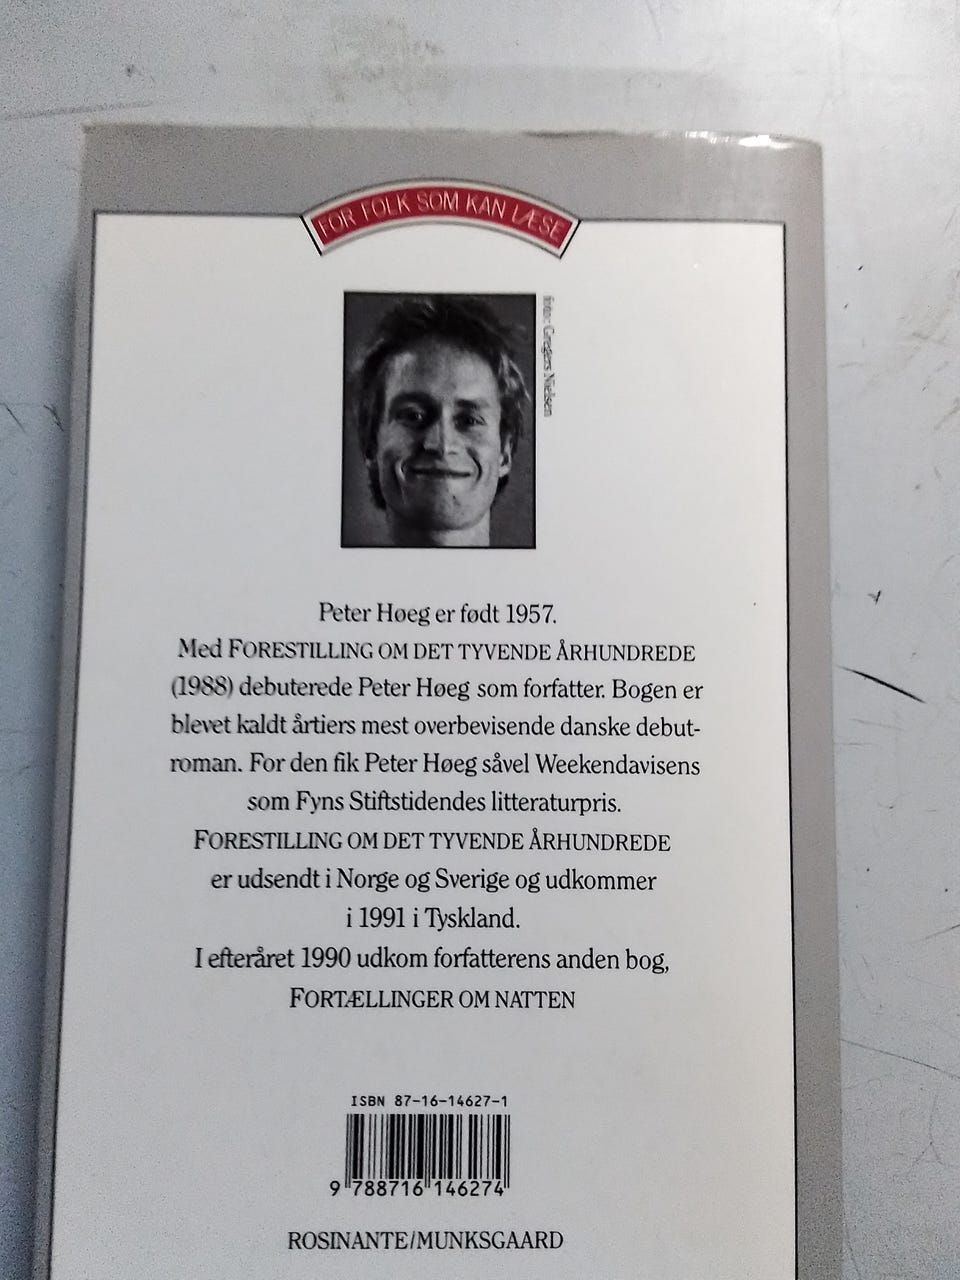 FOR FOLK SOM KAN LÆSE
foto: Gregers Nielsen
Peter Høeg er født 1957.
Med FORESTILLING OM DET TYVENDE ÅRHUNDREDE
(1988) debuterede Peter Høeg som forfatter. Bogen er
blevet kaldt årtiers mest overbevisende danske debut-
roman. For den fik Peter Høeg såvel Weekendavisens
som Fyns Stiftstidendes litteraturpris.
FORESTILLING OM DET TYVENDE ÅRHUNDREDE
er udsendt i Norge og Sverige og udkommer
i 1991 i Tyskland.
I efteråret 1990 udkom forfatterens anden bog,
FORTÆLLINGER OM NATTEN
ISBN 87-16-14627-1
9 788716 146274
ROSINANTE/MUNKSGAARD